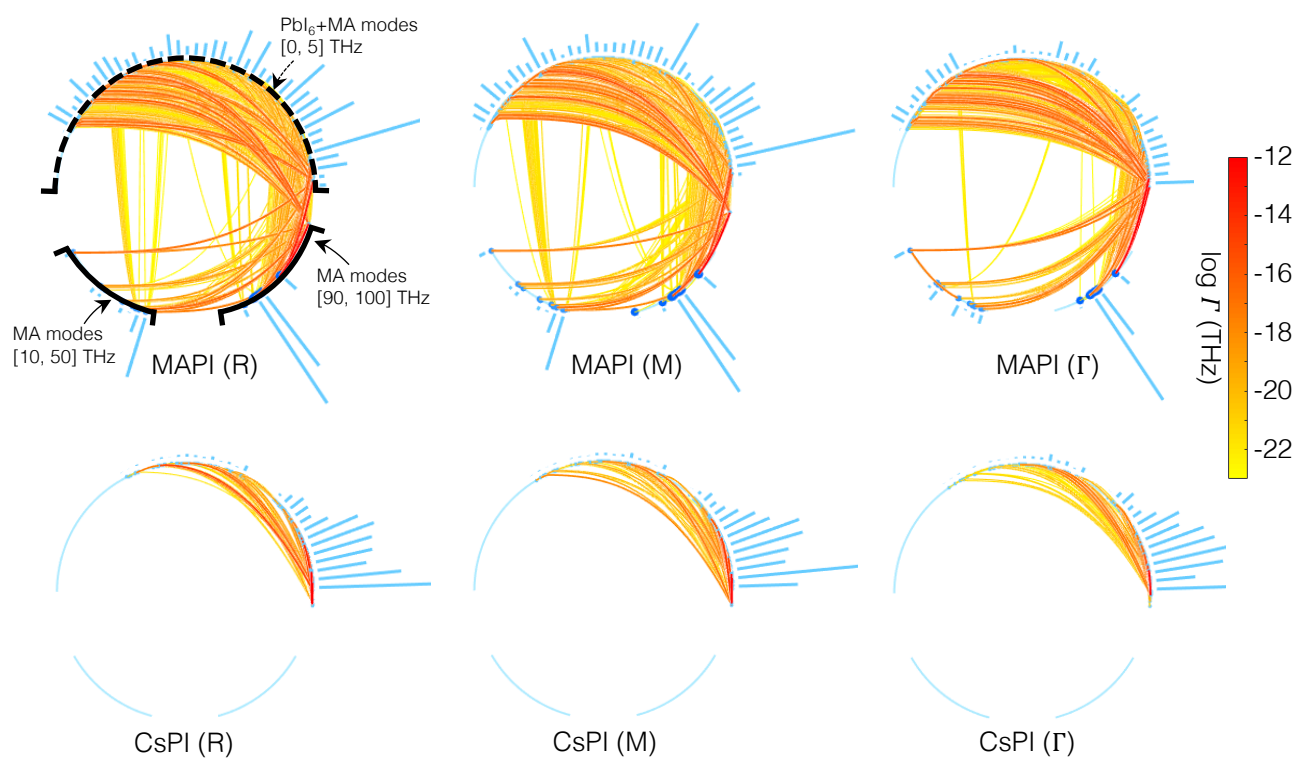 PbI₆+MA modes
[0, 5] THz
MA modes
[90, 100] THz
MA modes
[10, 50] THz
MAPI (R)
MAPI (M)
MAPI (Γ)
-12
-14
-16
-18
-20
-22
log Γ (THz)
CsPI (R)
CsPI (M)
CsPI (Γ)